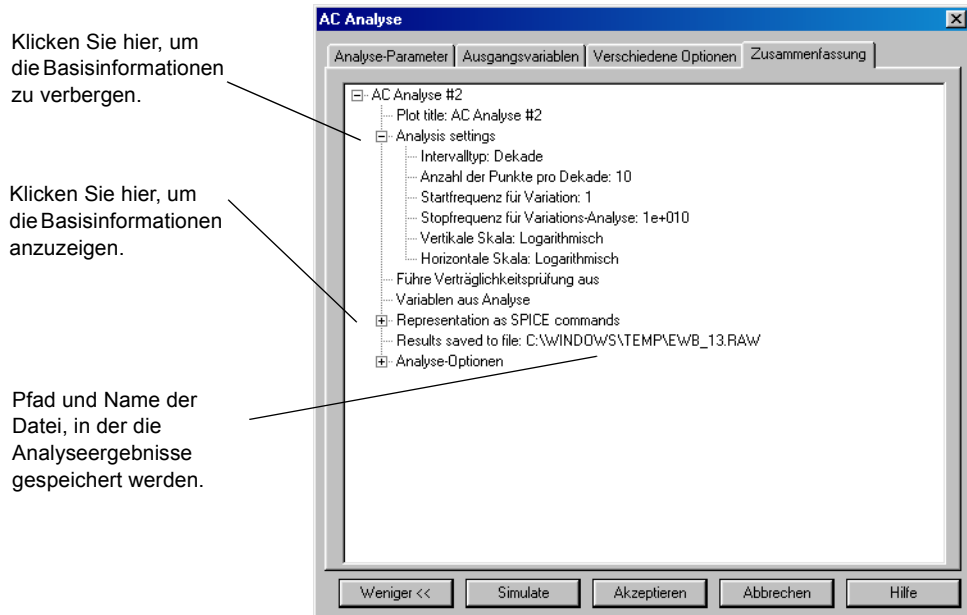 Klicken Sie hier, um
die Basisinformationen
zu verbergen.
Klicken Sie hier, um
die Basisinformationen
anzuzeigen.
Pfad und Name der
Datei, in der die
Analyseergebnisse
gespeichert werden.
AC Analyse
Analyse-Parameter Ausgangsvariablen Verschiedene Optionen Zusammenfassung
AC Analyse #2
Plot title: AC Analyse #2
Analysis settings
Intervalltyp: Dekade
Anzahl der Punkte pro Dekade: 10
Startfrequenz für Variation: 1
Stopfrequenz für Variations-Analyse: 1e+010
Vertikale Skala: Logarithmisch
Horizontale Skala: Logarithmisch
Führe Verträglichkeitsprüfung aus
Variablen aus Analyse
Representation as SPICE commands
Results saved to file: C:\WINDOWS\TEMP\EWB_13.RAW
Analyse-Optionen
Weniger << Simulate Akzeptieren Abbrechen Hilfe